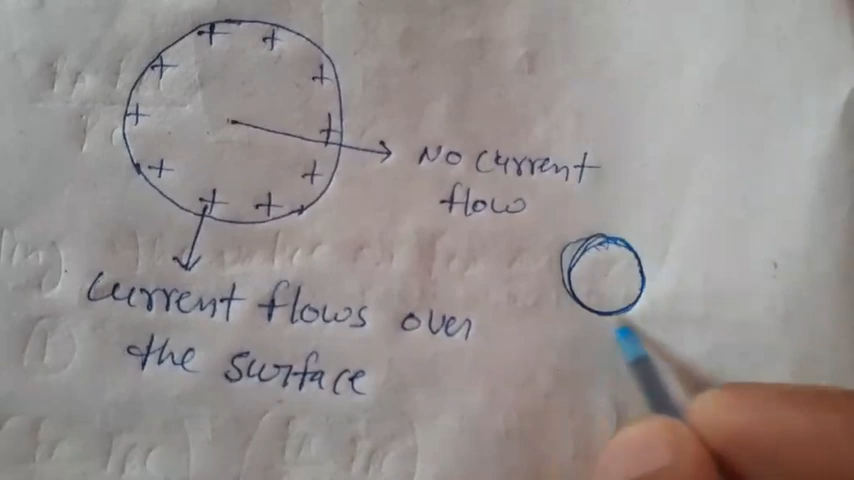 No current
flow
current flows over
the surface